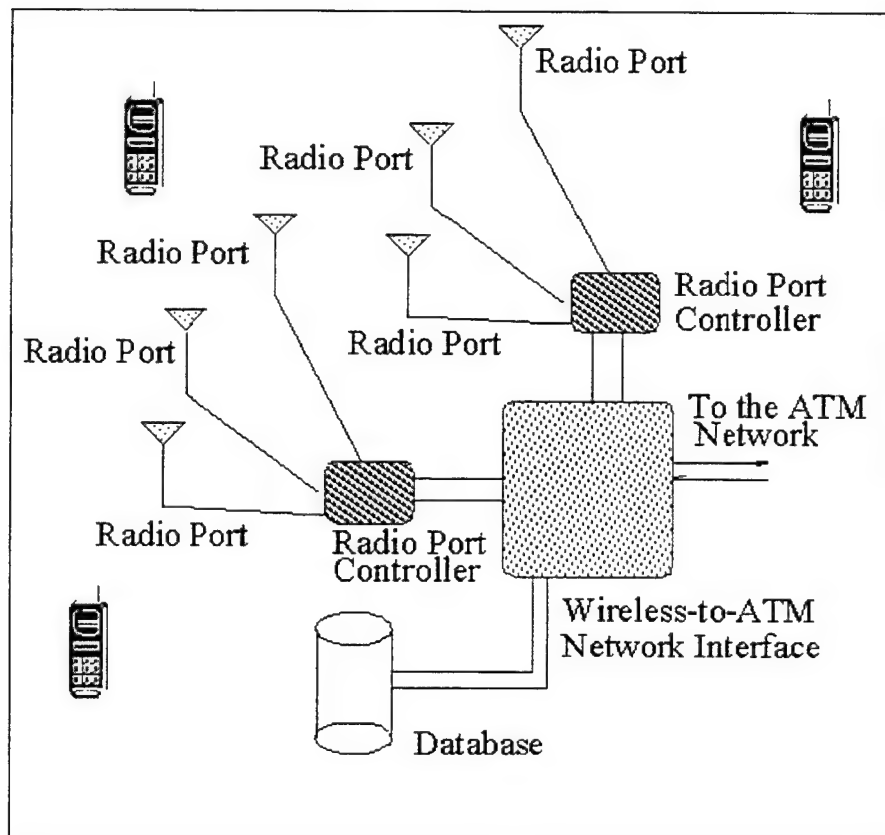 Radio Port
Radio Port
Radio Port
Radio Port
Controller
Radio Port
Radio Port
To the ATM
Network
Radio Port
Radio Port
Controller
Wireless-to-ATM
Network Interface
Database